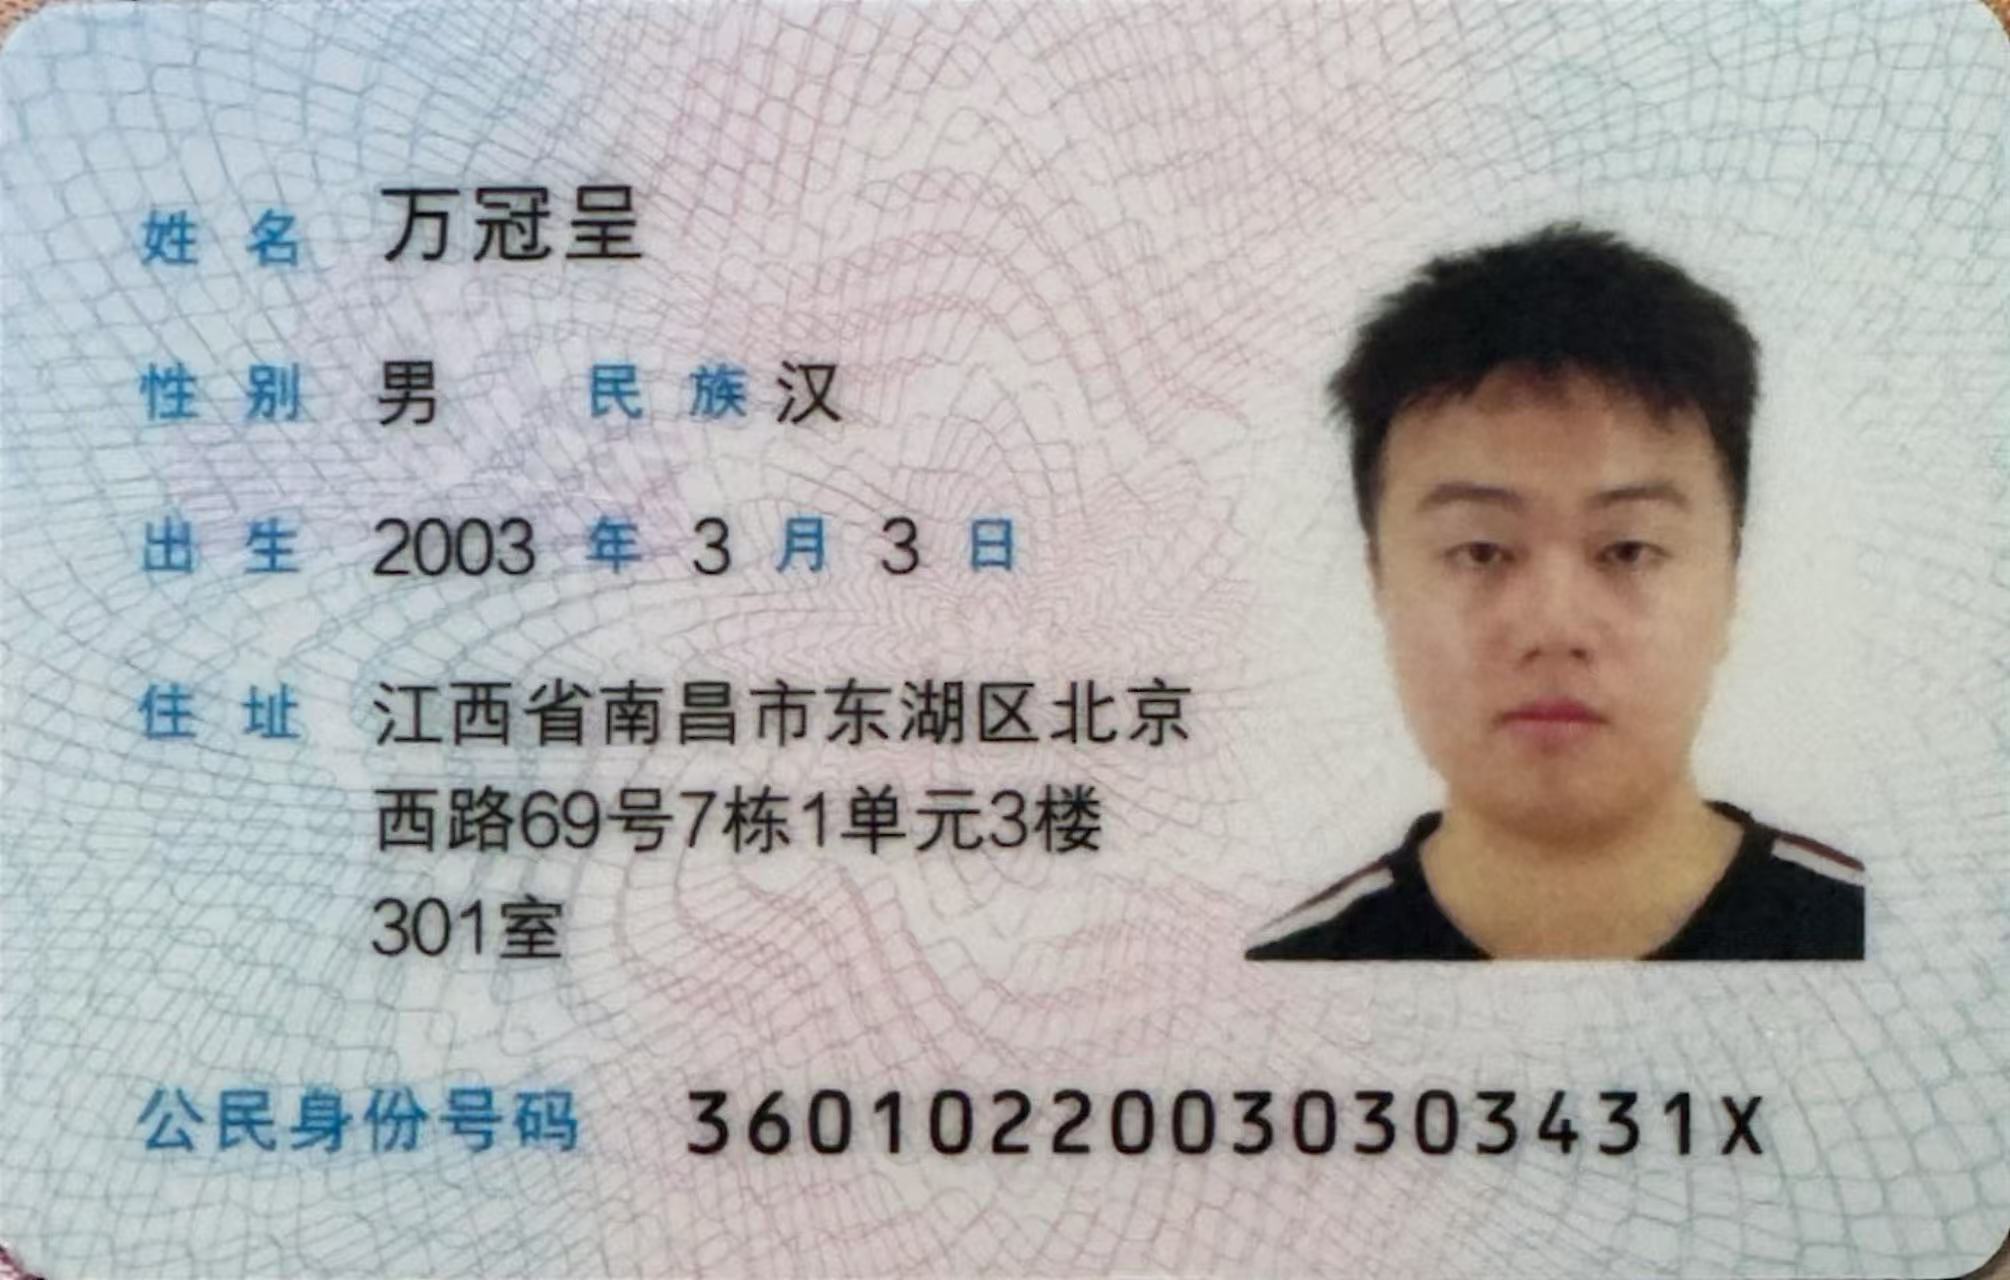 姓名 万冠呈
性别 男 民族 汉
出生 2003 年 3 月 3 日
住址 江西省南昌市东湖区北京
西路69号7栋1单元3楼
301室
公民身份号码 36010220030303431X